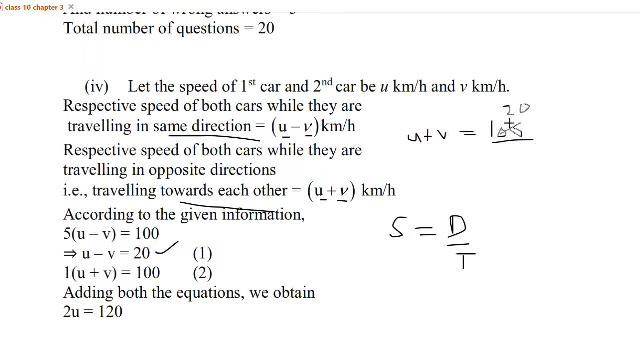 class 10 chapter 3
Total number of questions = 20
(iv) Let the speed of 1st car and 2nd car be u km/h and v km/h.
Respective speed of both cars while they are
travelling in same direction = (u – v) km/h
Respective speed of both cars while they are
travelling in opposite directions
i.e., travelling towards each other = (u + v) km/h
According to the given information,
5(u – v) = 100
⇒ u – v = 20 (1)
1(u + v) = 100 (2)
Adding both the equations, we obtain
2u = 120
20
u+v =
S = D
T